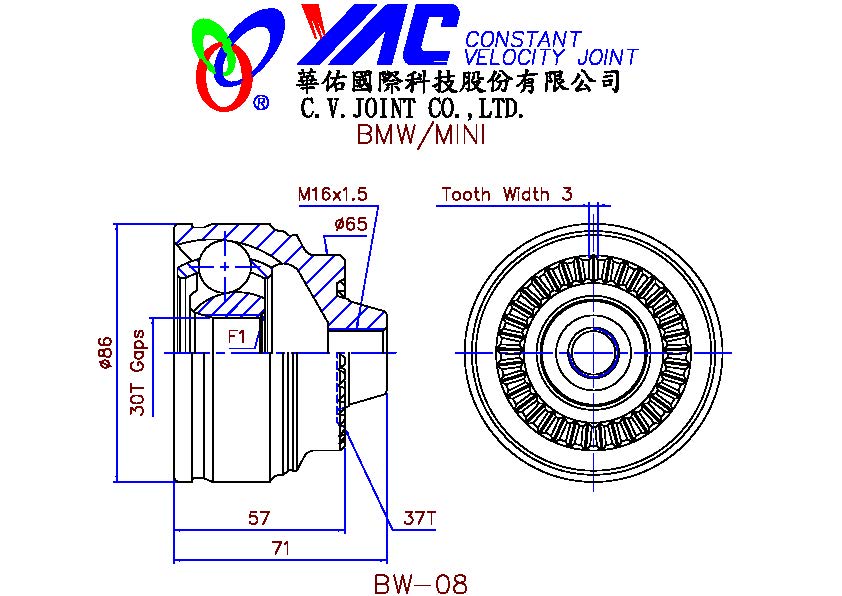 YAC CONSTANT
VELOCITY JOINT
®
華佑國際科技股份有限公司
C.V.JOINT CO.,LTD.
BMW/MINI
M16x1.5
Tooth Width 3
ø65
ø86
30T Gaps
F1
57
37T
71
BW-08